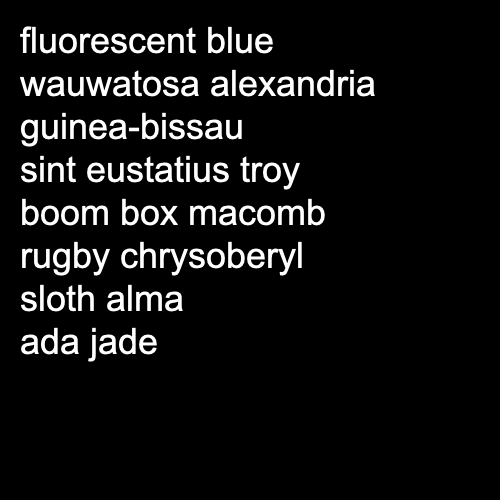 fluorescent blue
wauwatosa alexandria
guinea-bissau
sint eustatius troy
boom box macomb
rugby chrysoberyl
sloth alma
ada jade